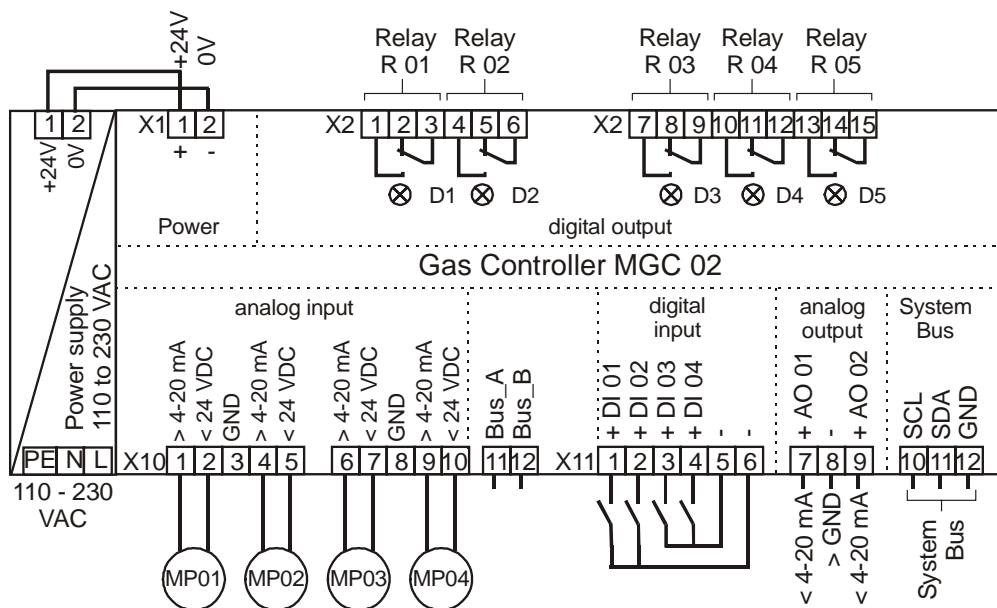 +24V
0V
Relay
R 01
Relay
R 02
Relay
R 03
Relay
R 04
Relay
R 05
1 2
X1 1 2
X2 1 2 3 4 5 6
X2 7 8 9 10 11 12 13 14 15
+24V
0V
+ -
D1 D2 D3 D4 D5
Power
digital output
Gas Controller MGC 02
Power supply
110 to 230 VAC
analog input
digital
input
analog
output
System
Bus
> 4-20 mA
< 24 VDC
GND
> 4-20 mA
< 24 VDC
> 4-20 mA
< 24 VDC
GND
> 4-20 mA
< 24 VDC
Bus_A
Bus_B
+ DI 01
+ DI 02
+ DI 03
+ DI 04
-
-
+ AO 01
-
+ AO 02
SCL
SDA
GND
PE N L
X10 1 2 3 4 5 6 7 8 9 10 11 12
X11 1 2 3 4 5 6 7 8 9 10 11 12
110 - 230
VAC
MP01 MP02 MP03 MP04
< 4-20 mA
> GND
< 4-20 mA
System
Bus